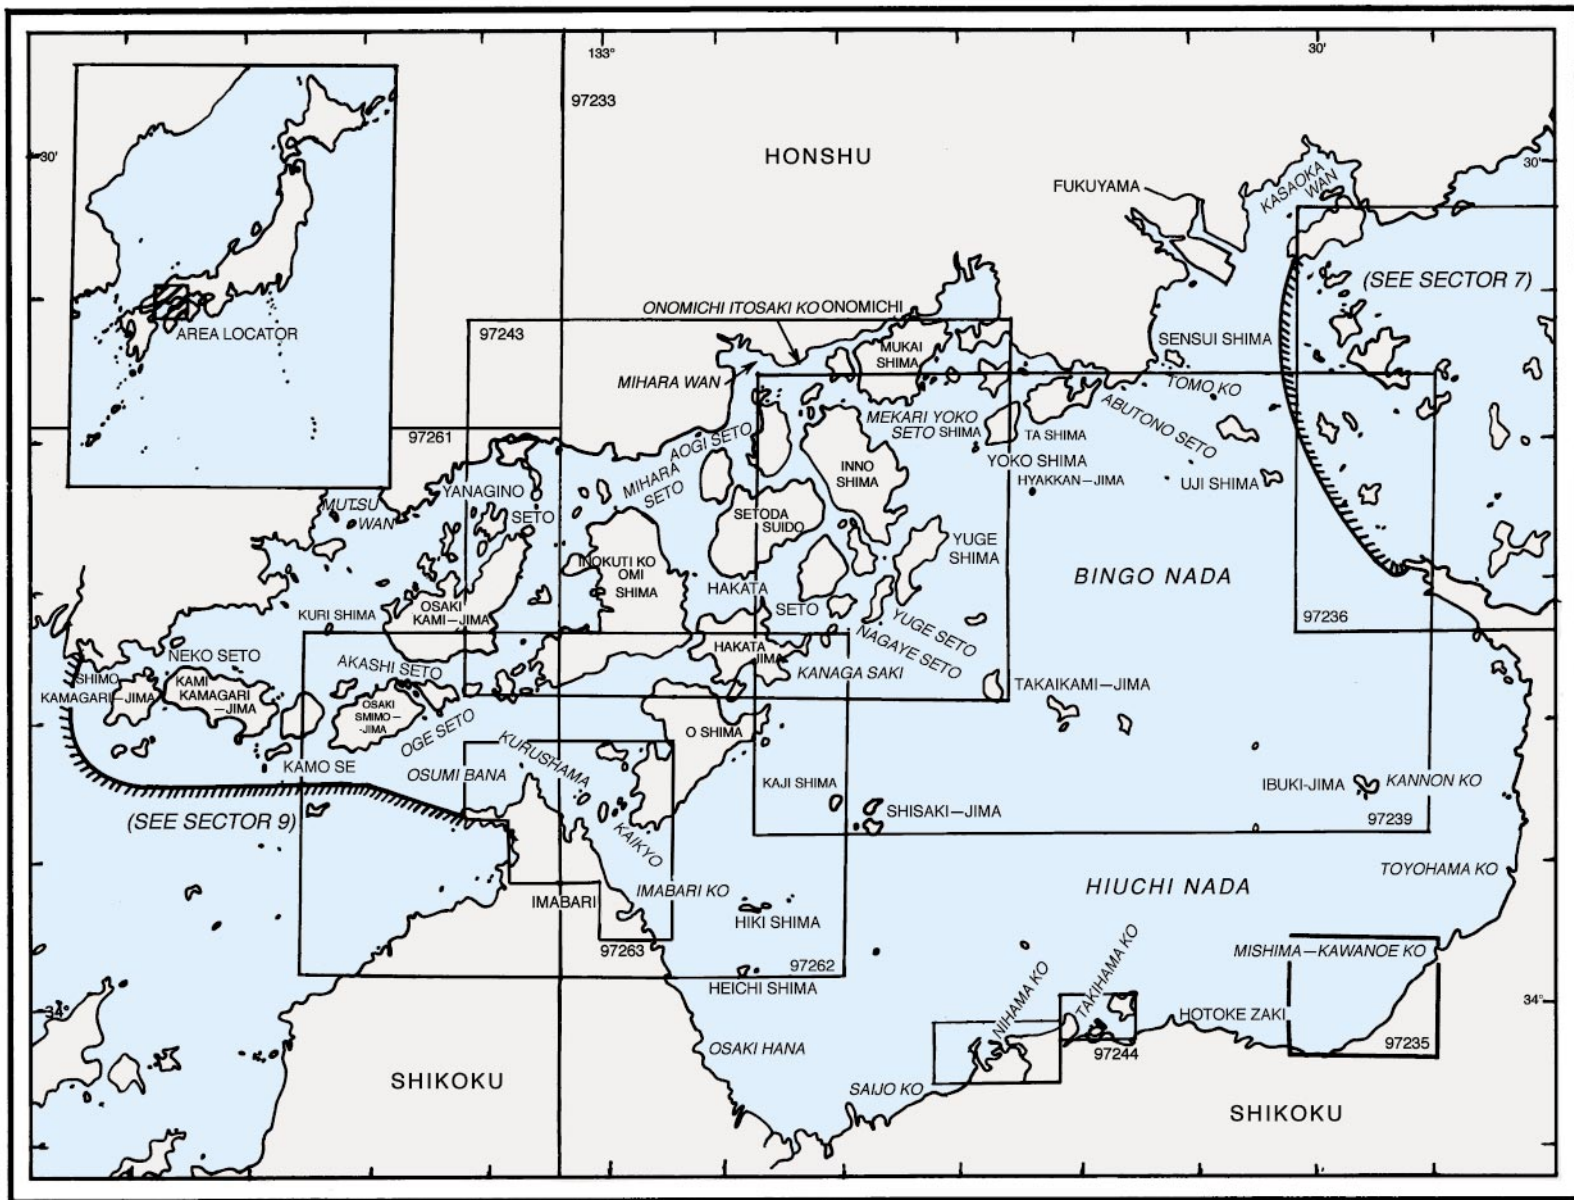 133°
30'
97233
HONSHU
30'
30'
FUKUYAMA
KASAOKA
WAN
(SEE SECTOR 7)
AREA LOCATOR
ONOMICHI ITOSAKI KO
ONOMICHI
97243
MUKAI
SHIMA
SENSUI SHIMA
MIHARA WAN
TOMO KO
MEKARI YOKO
SETO SHIMA
TA SHIMA
ABUTONO SETO
97261
AOGI SETO
MIHARA
SETO
INNO
SHIMA
YOKO SHIMA
HYAKKAN-JIMA
UJI SHIMA
YANAGINO
SETO
MUTSU
WAN
SETODA
SUIDO
YUGE
SHIMA
INOKUTI KO
OMI
SHIMA
BINGO NADA
HAKATA
SETO
KURI SHIMA
OSAKI
KAMI-JIMA
YUGE SETO
NAGAYE SETO
97236
NEKO SETO
AKASHI SETO
HAKATA
JIMA
KANAGA SAKI
SHIMO
KAMAGARI-JIMA
KAMI
KAMAGARI
-JIMA
TAKAIKAMI-JIMA
OSAKI
SMIMO-
-JIMA
OGE SETO
O SHIMA
KAMO SE
OSUMI BANA
KURUSHAMA
KAIKYO
KAJI SHIMA
IBUKI-JIMA
KANNON KO
SHISAKI-JIMA
(SEE SECTOR 9)
97239
TOYOHAMA KO
HIUCHI NADA
IMABARI
IMABARI KO
HIKI SHIMA
97263
97262
HEICHI SHIMA
MISHIMA-KAWANOE KO
34°
34°
NIHAMA KO
TAKIHAMA KO
HOTOKE ZAKI
97235
97244
OSAKI HANA
SHIKOKU
SAIJO KO
SHIKOKU